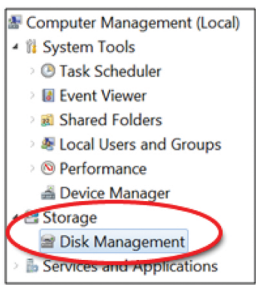 Computer Management (Local)
System Tools
Task Scheduler
Event Viewer
Shared Folders
Local Users and Groups
Performance
Device Manager
Storage
Disk Management
Services and Applications